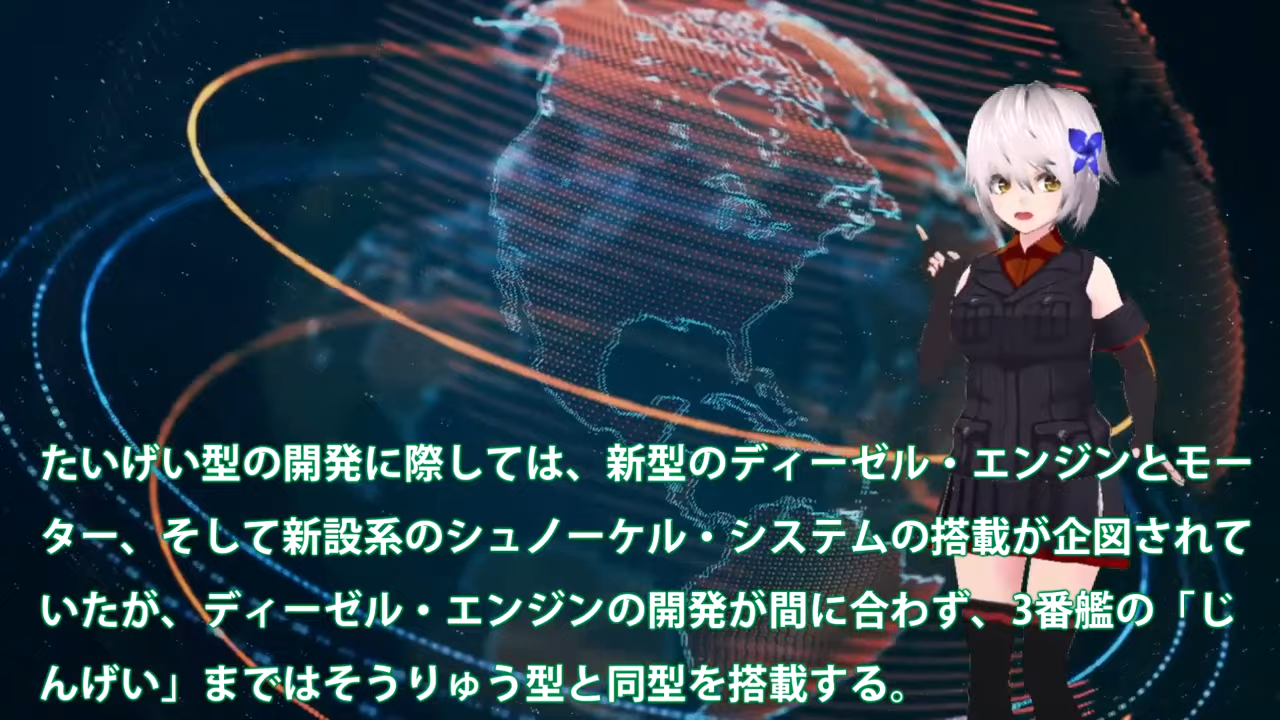 たいげい型の開発に際しては、新型のディーゼル・エンジンとモー
ター、そして新設系のシュノーケル・システムの搭載が企図されて
いたが、ディーゼル・エンジンの開発が間に合わず、3番艦の「じ
んげい」まではそうりゅう型と同型を搭載する。